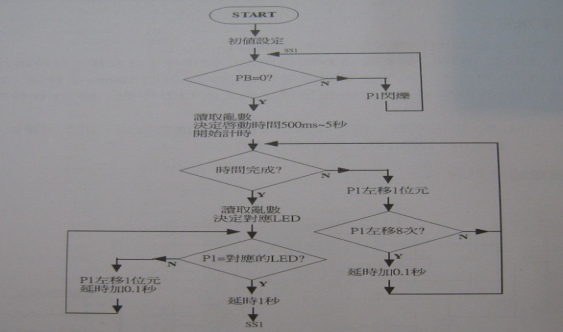 START
初值設定
SS1
PB=0?
N
P1閃爍
Y
讀取亂數
決定啓動時間500ms~5秒
開始計時
時間完成?
N
P1左移1位元
Y
讀取亂數
決定對應LED
P1左移8次?
N
P1=對應的LED?
N
Y
延時加0.1秒
P1左移1位元
延時加0.1秒
Y
延時1秒
SS1